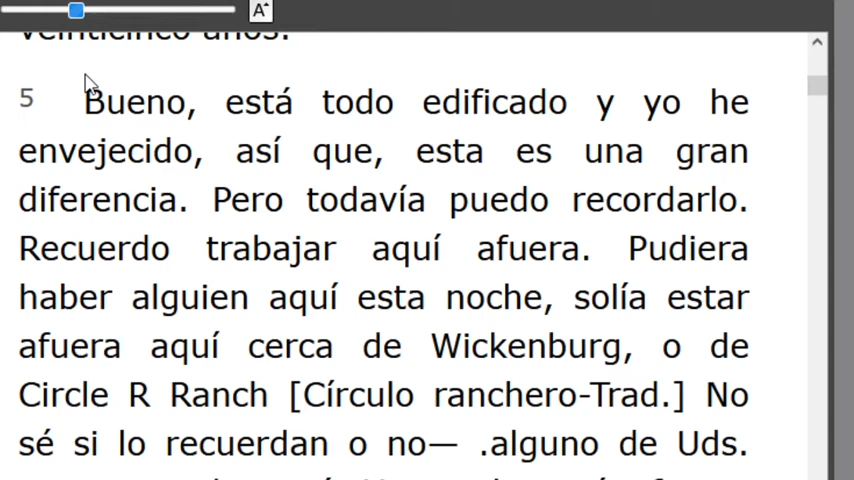 A
veinticinco años.
5 Bueno, está todo edificado y yo he
envejecido, así que, esta es una gran
diferencia. Pero todavía puedo recordarlo.
Recuerdo trabajar aquí afuera. Pudiera
haber alguien aquí esta noche, solía estar
afuera aquí cerca de Wickenburg, o de
Circle R Ranch [Círculo ranchero-Trad.] No
sé si lo recuerdan o no— .alguno de Uds.